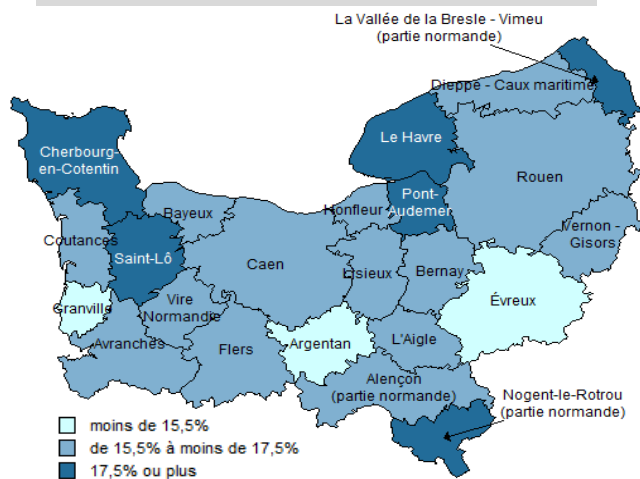 La Vallée de la Bresle - Vimeu
(partie normande)
Dieppe - Caux maritime
Le Havre
Cherbourg-
en-Cotentin
Rouen
Pont-
Audemer
Bayeux
Honfleur
Vernon -
Gisors
Coutances
Saint-Lô
Caen
Lisieux
Bernay
Évreux
Granville
Vire
Normandie
Avranches
Flers
Argentan
L'Aigle
Alençon
(partie normande)
Nogent-le-Rotrou
(partie normande)
moins de 15,5%
de 15,5% à moins de 17,5%
17,5% ou plus